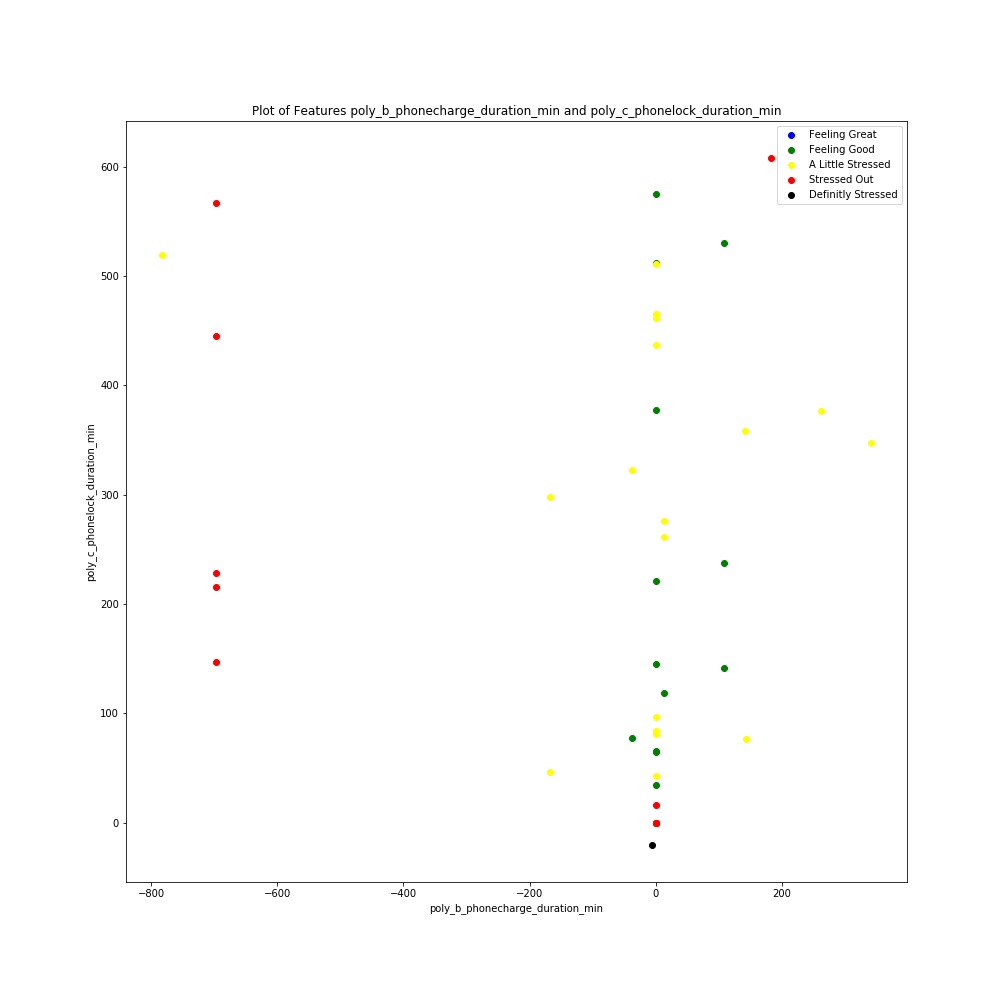 Plot of Features poly_b_phonecharge_duration_min and poly_c_phonelock_duration_min
Feeling Great
Feeling Good
A Little Stressed
Stressed Out
Definitly Stressed
600
500
400
300
200
100
0
poly_c_phonelock_duration_min
−800
−600
−400
−200
0
200
poly_b_phonecharge_duration_min